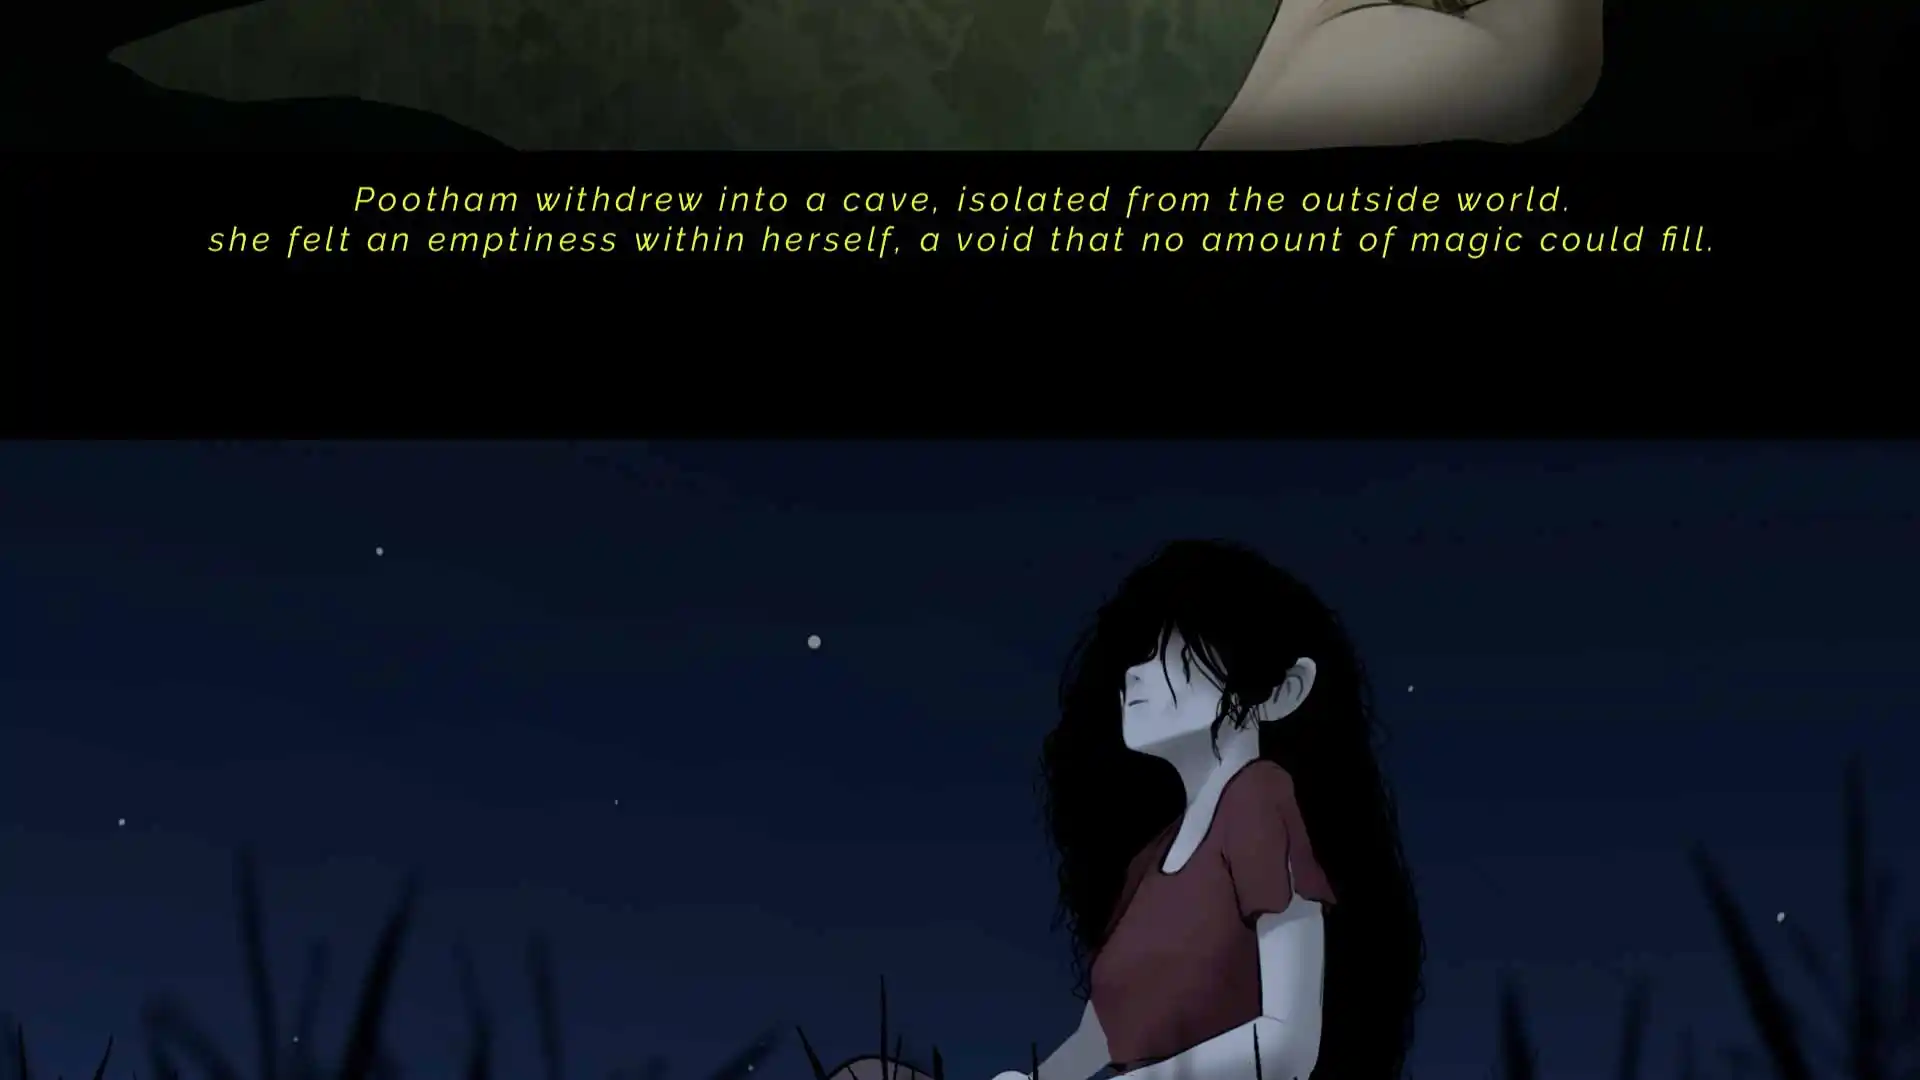 Pootham withdrew into a cave, isolated from the outside world.
she felt an emptiness within herself, a void that no amount of magic could fill.